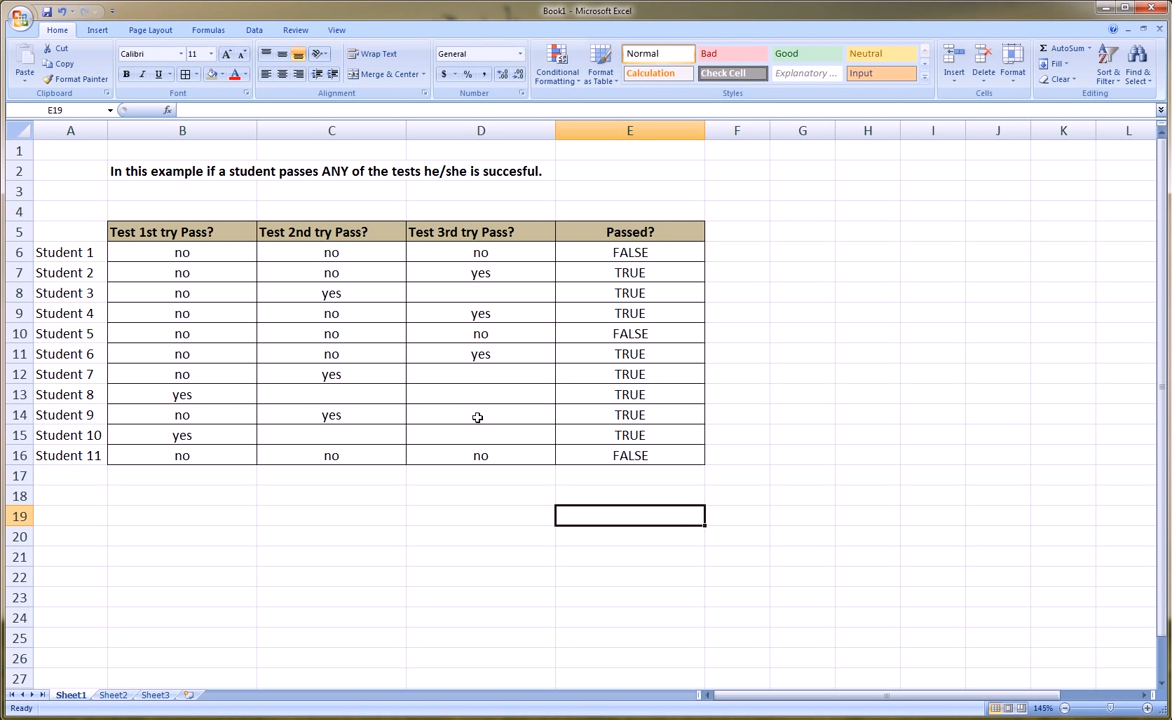 Book1 - Microsoft Excel
Home Insert Page Layout Formulas Data Review View
Cut
Copy
Format Painter
Paste
Clipboard
Calibri 11
B I U
Font
Wrap Text
Merge & Center
Alignment
General
$ % ,
Number
Conditional Formatting
Format as Table
Normal Bad Good Neutral
Calculation Check Cell Explanatory ... Input
Styles
Insert Delete Format
Cells
AutoSum
Fill
Clear
Sort & Filter
Find & Select
Editing
E19 fx
A B C D E F G H I J K L
1
2 In this example if a student passes ANY of the tests he/she is succesful.
3
4
5 Test 1st try Pass? Test 2nd try Pass? Test 3rd try Pass? Passed?
6 Student 1 no no no FALSE
7 Student 2 no no yes TRUE
8 Student 3 no yes TRUE
9 Student 4 no no yes TRUE
10 Student 5 no no no FALSE
11 Student 6 no no yes TRUE
12 Student 7 no yes TRUE
13 Student 8 yes TRUE
14 Student 9 no yes TRUE
15 Student 10 yes TRUE
16 Student 11 no no no FALSE
17
18
19
20
21
22
23
24
25
26
27
Sheet1 Sheet2 Sheet3
Ready 145%